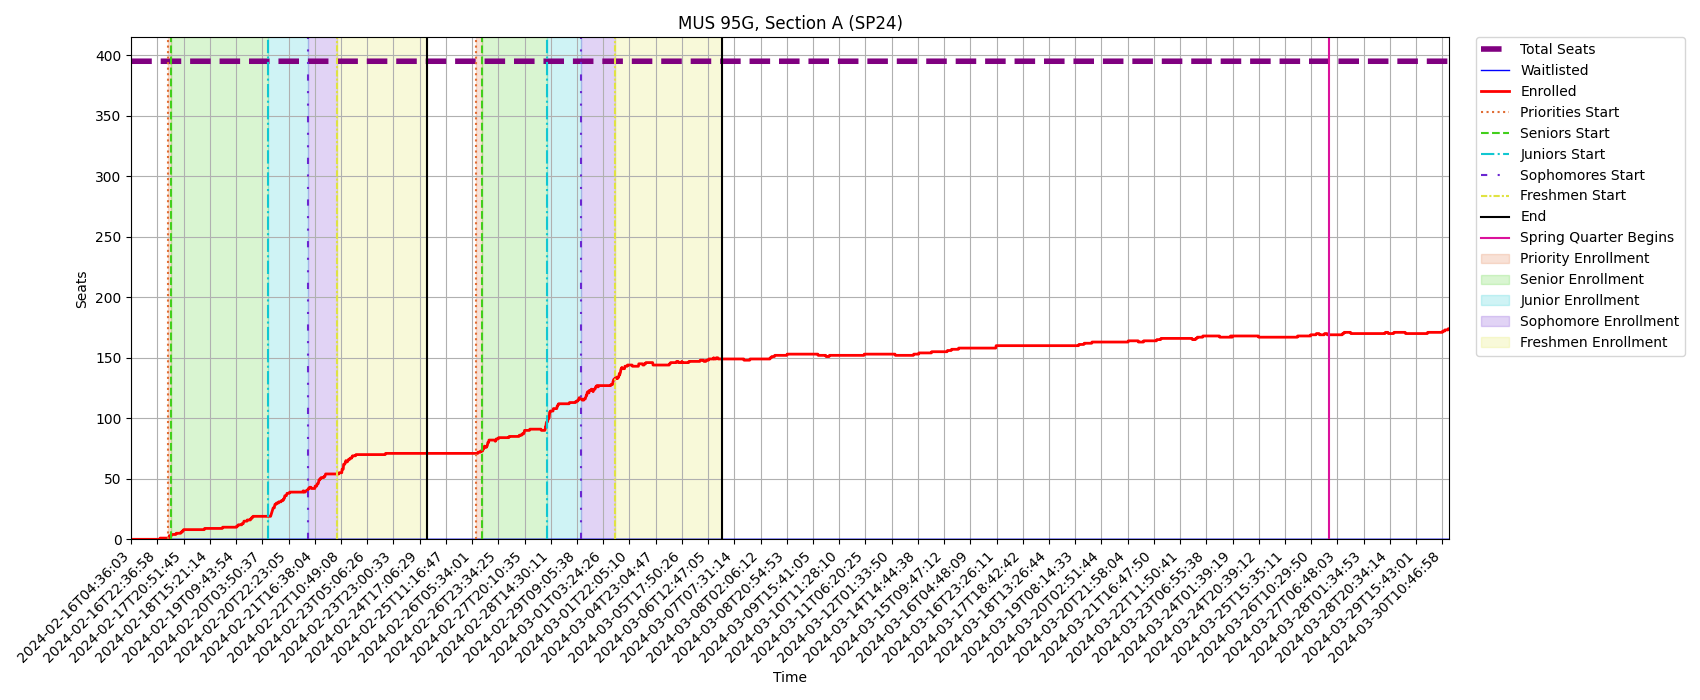 MUS 95G, Section A (SP24)
Seats
400
350
300
250
200
150
100
50
0
2024-02-16T04:36:03
2024-02-16T22:36:58
2024-02-17T20:51:45
2024-02-18T15:21:14
2024-02-19T09:43:54
2024-02-20T03:50:37
2024-02-20T22:23:05
2024-02-21T16:38:04
2024-02-22T10:49:08
2024-02-23T05:06:26
2024-02-23T23:00:33
2024-02-24T17:06:29
2024-02-25T11:16:47
2024-02-26T05:34:01
2024-02-26T23:34:25
2024-02-27T20:10:35
2024-02-28T14:30:11
2024-02-29T09:05:38
2024-03-01T03:24:26
2024-03-01T22:05:10
2024-03-04T23:04:47
2024-03-05T17:50:26
2024-03-06T12:47:05
2024-03-07T07:31:14
2024-03-08T02:06:12
2024-03-08T20:54:53
2024-03-09T15:41:05
2024-03-10T11:28:10
2024-03-11T06:20:25
2024-03-12T01:33:50
2024-03-14T14:44:38
2024-03-15T09:47:12
2024-03-16T04:48:09
2024-03-16T23:26:11
2024-03-17T18:42:42
2024-03-18T13:26:44
2024-03-19T08:14:33
2024-03-20T02:51:44
2024-03-20T21:58:04
2024-03-21T16:47:50
2024-03-22T11:50:41
2024-03-23T06:55:38
2024-03-24T01:39:19
2024-03-24T20:39:12
2024-03-25T15:35:11
2024-03-26T10:29:50
2024-03-27T06:48:03
2024-03-28T01:34:53
2024-03-28T20:34:14
2024-03-29T15:43:01
2024-03-30T10:46:58
Time
Total Seats
Waitlisted
Enrolled
Priorities Start
Seniors Start
Juniors Start
Sophomores Start
Freshmen Start
End
Spring Quarter Begins
Priority Enrollment
Senior Enrollment
Junior Enrollment
Sophomore Enrollment
Freshmen Enrollment